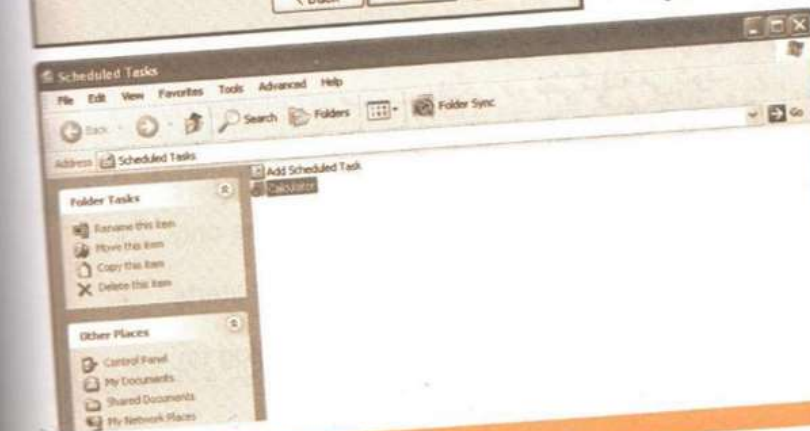 < Back
Scheduled Tasks
File Edit View Favorites Tools Advanced Help
Back Search Folders Folder Sync
Address Scheduled Tasks Go
Add Scheduled Task
Calculator
Folder Tasks
Rename this item
Move this item
Copy this item
Delete this item
Other Places
Control Panel
My Documents
Shared Documents
My Network Places